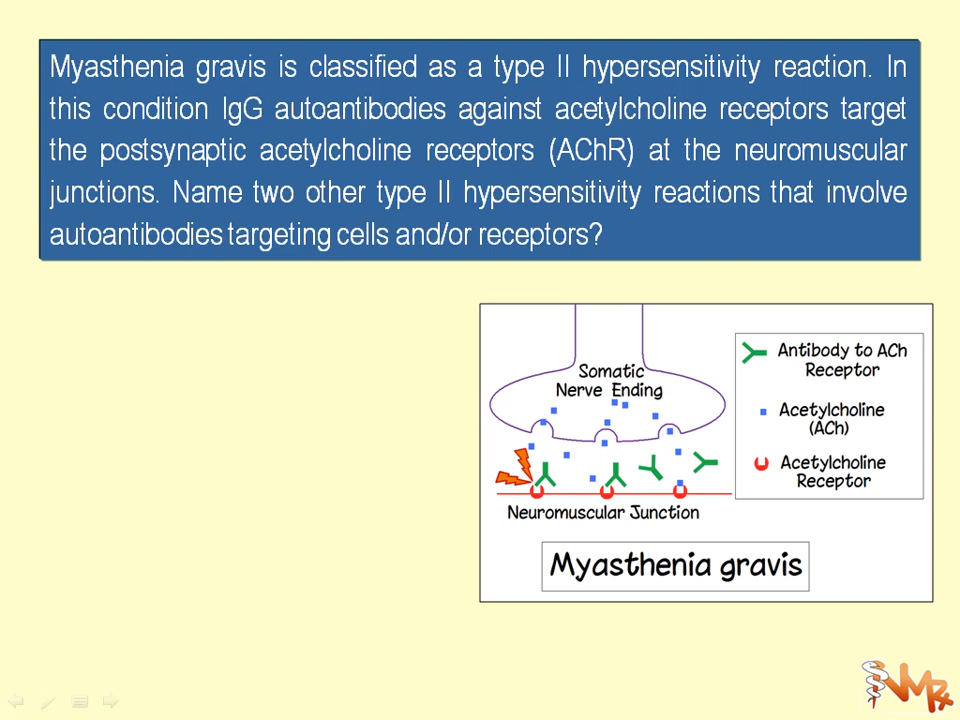 Myasthenia gravis is classified as a type II hypersensitivity reaction. In
this condition IgG autoantibodies against acetylcholine receptors target
the postsynaptic acetylcholine receptors (AChR) at the neuromuscular
junctions. Name two other type II hypersensitivity reactions that involve
autoantibodies targeting cells and/or receptors?
Somatic
Nerve Ending
Neuromuscular Junction
Antibody to ACh
Receptor
Acetylcholine
(ACh)
Acetylcholine
Receptor
Myasthenia gravis
VMRx